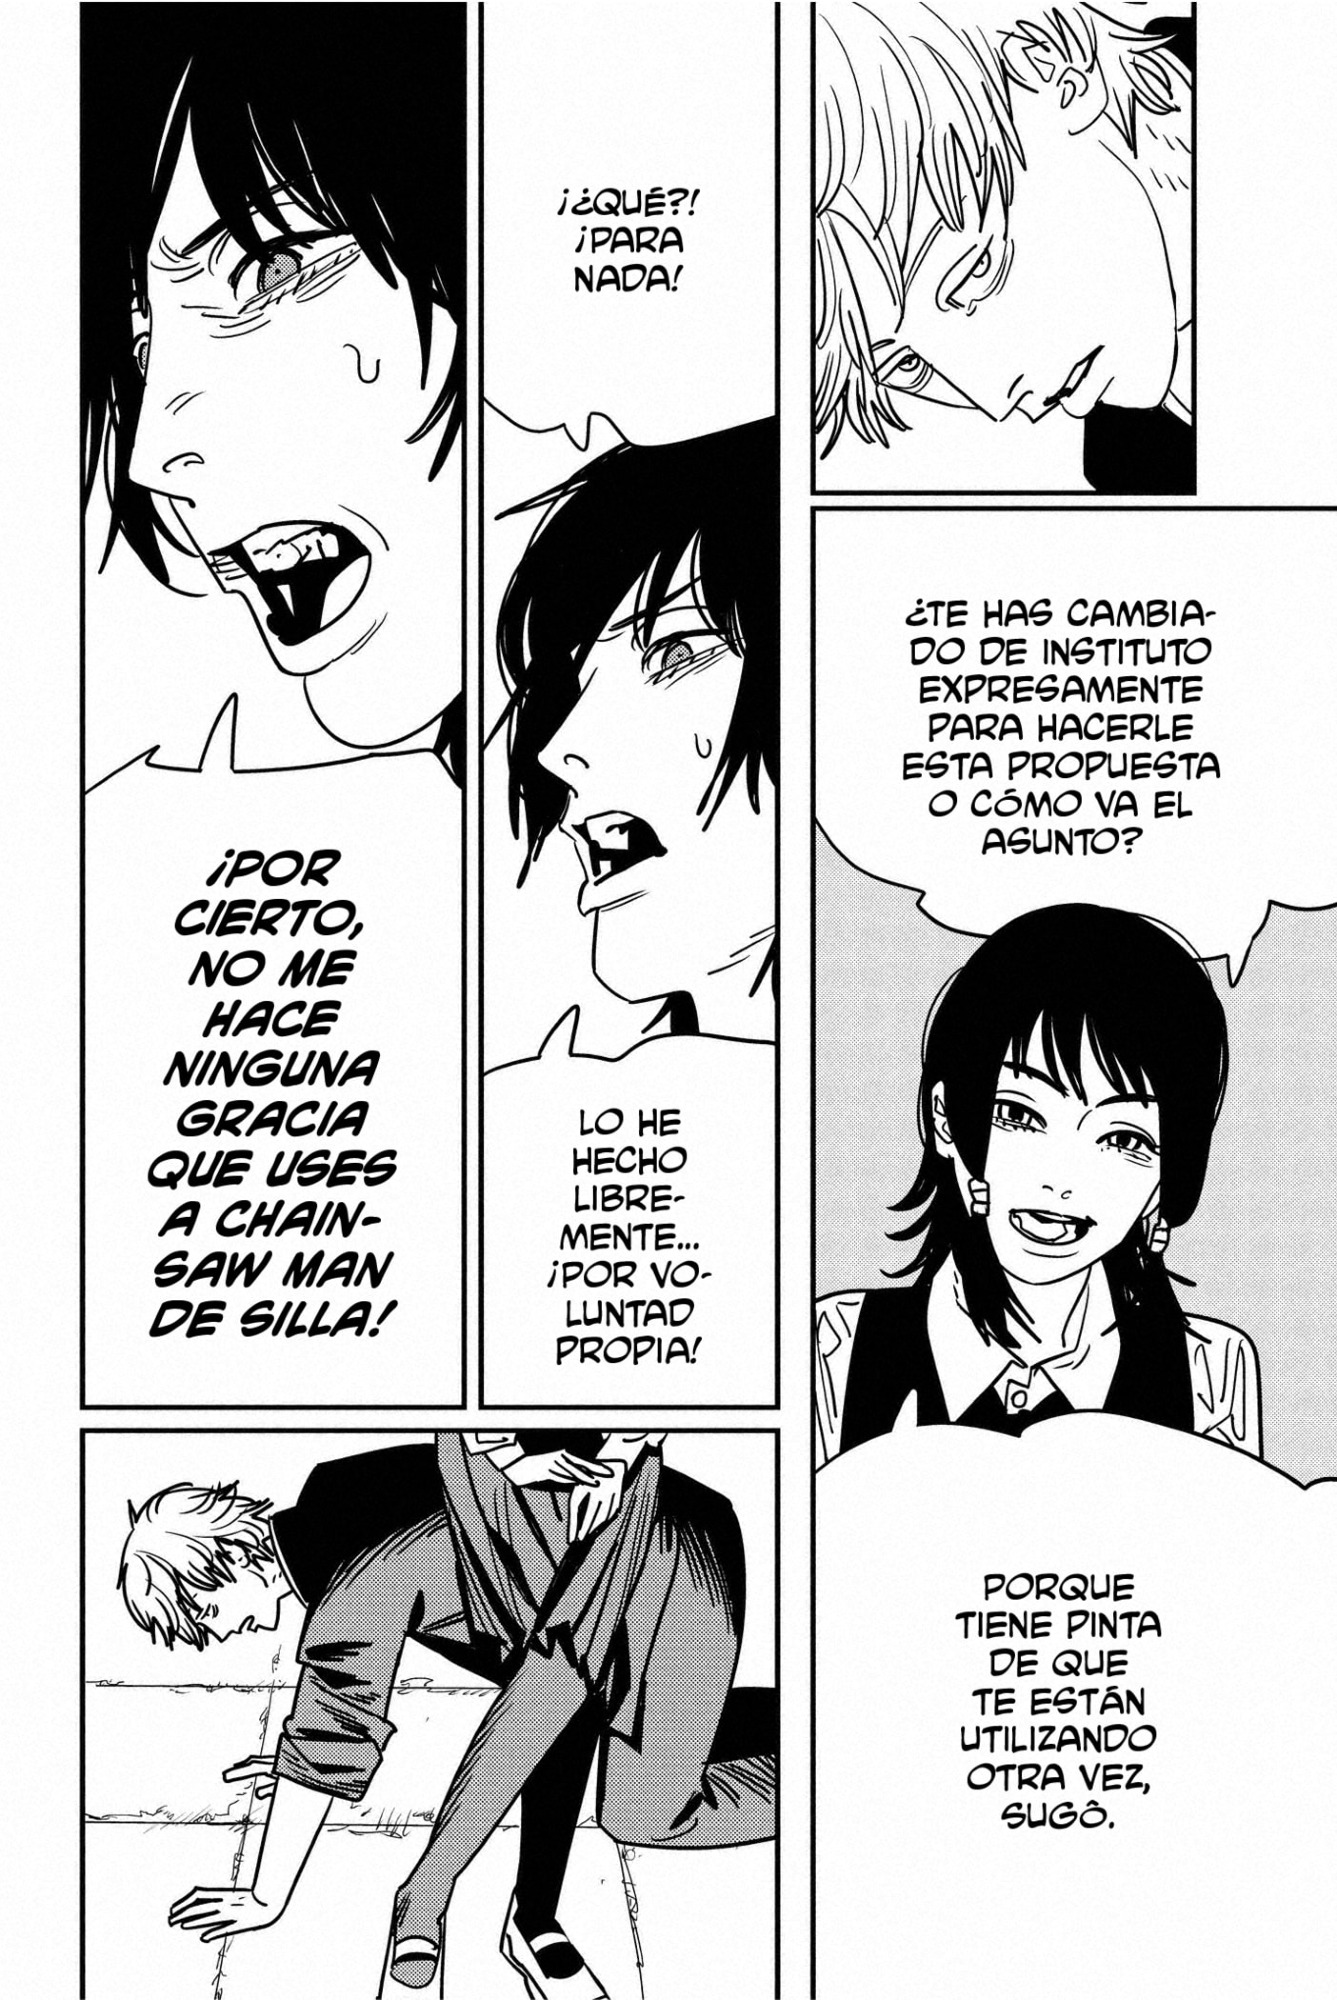 ¿TE HAS CAMBIA-
DO DE INSTITUTO
EXPRESAMENTE
PARA HACERLE
ESTA PROPUESTA
O CÓMO VA EL
ASUNTO?
PORQUE
TIENE PINTA
DE QUE
TE ESTÁN
UTILIZANDO
OTRA VEZ,
SUGÔ.
¡¿QUÉ?!
¡PARA
NADA!
LO HE
HECHO
LIBRE-
MENTE...
¡POR VO-
LUNTAD
PROPIA!
¡POR
CIERTO,
NO ME
HACE
NINGUNA
GRACIA
QUE USES
A CHAIN-
SAW MAN
DE SILLA!